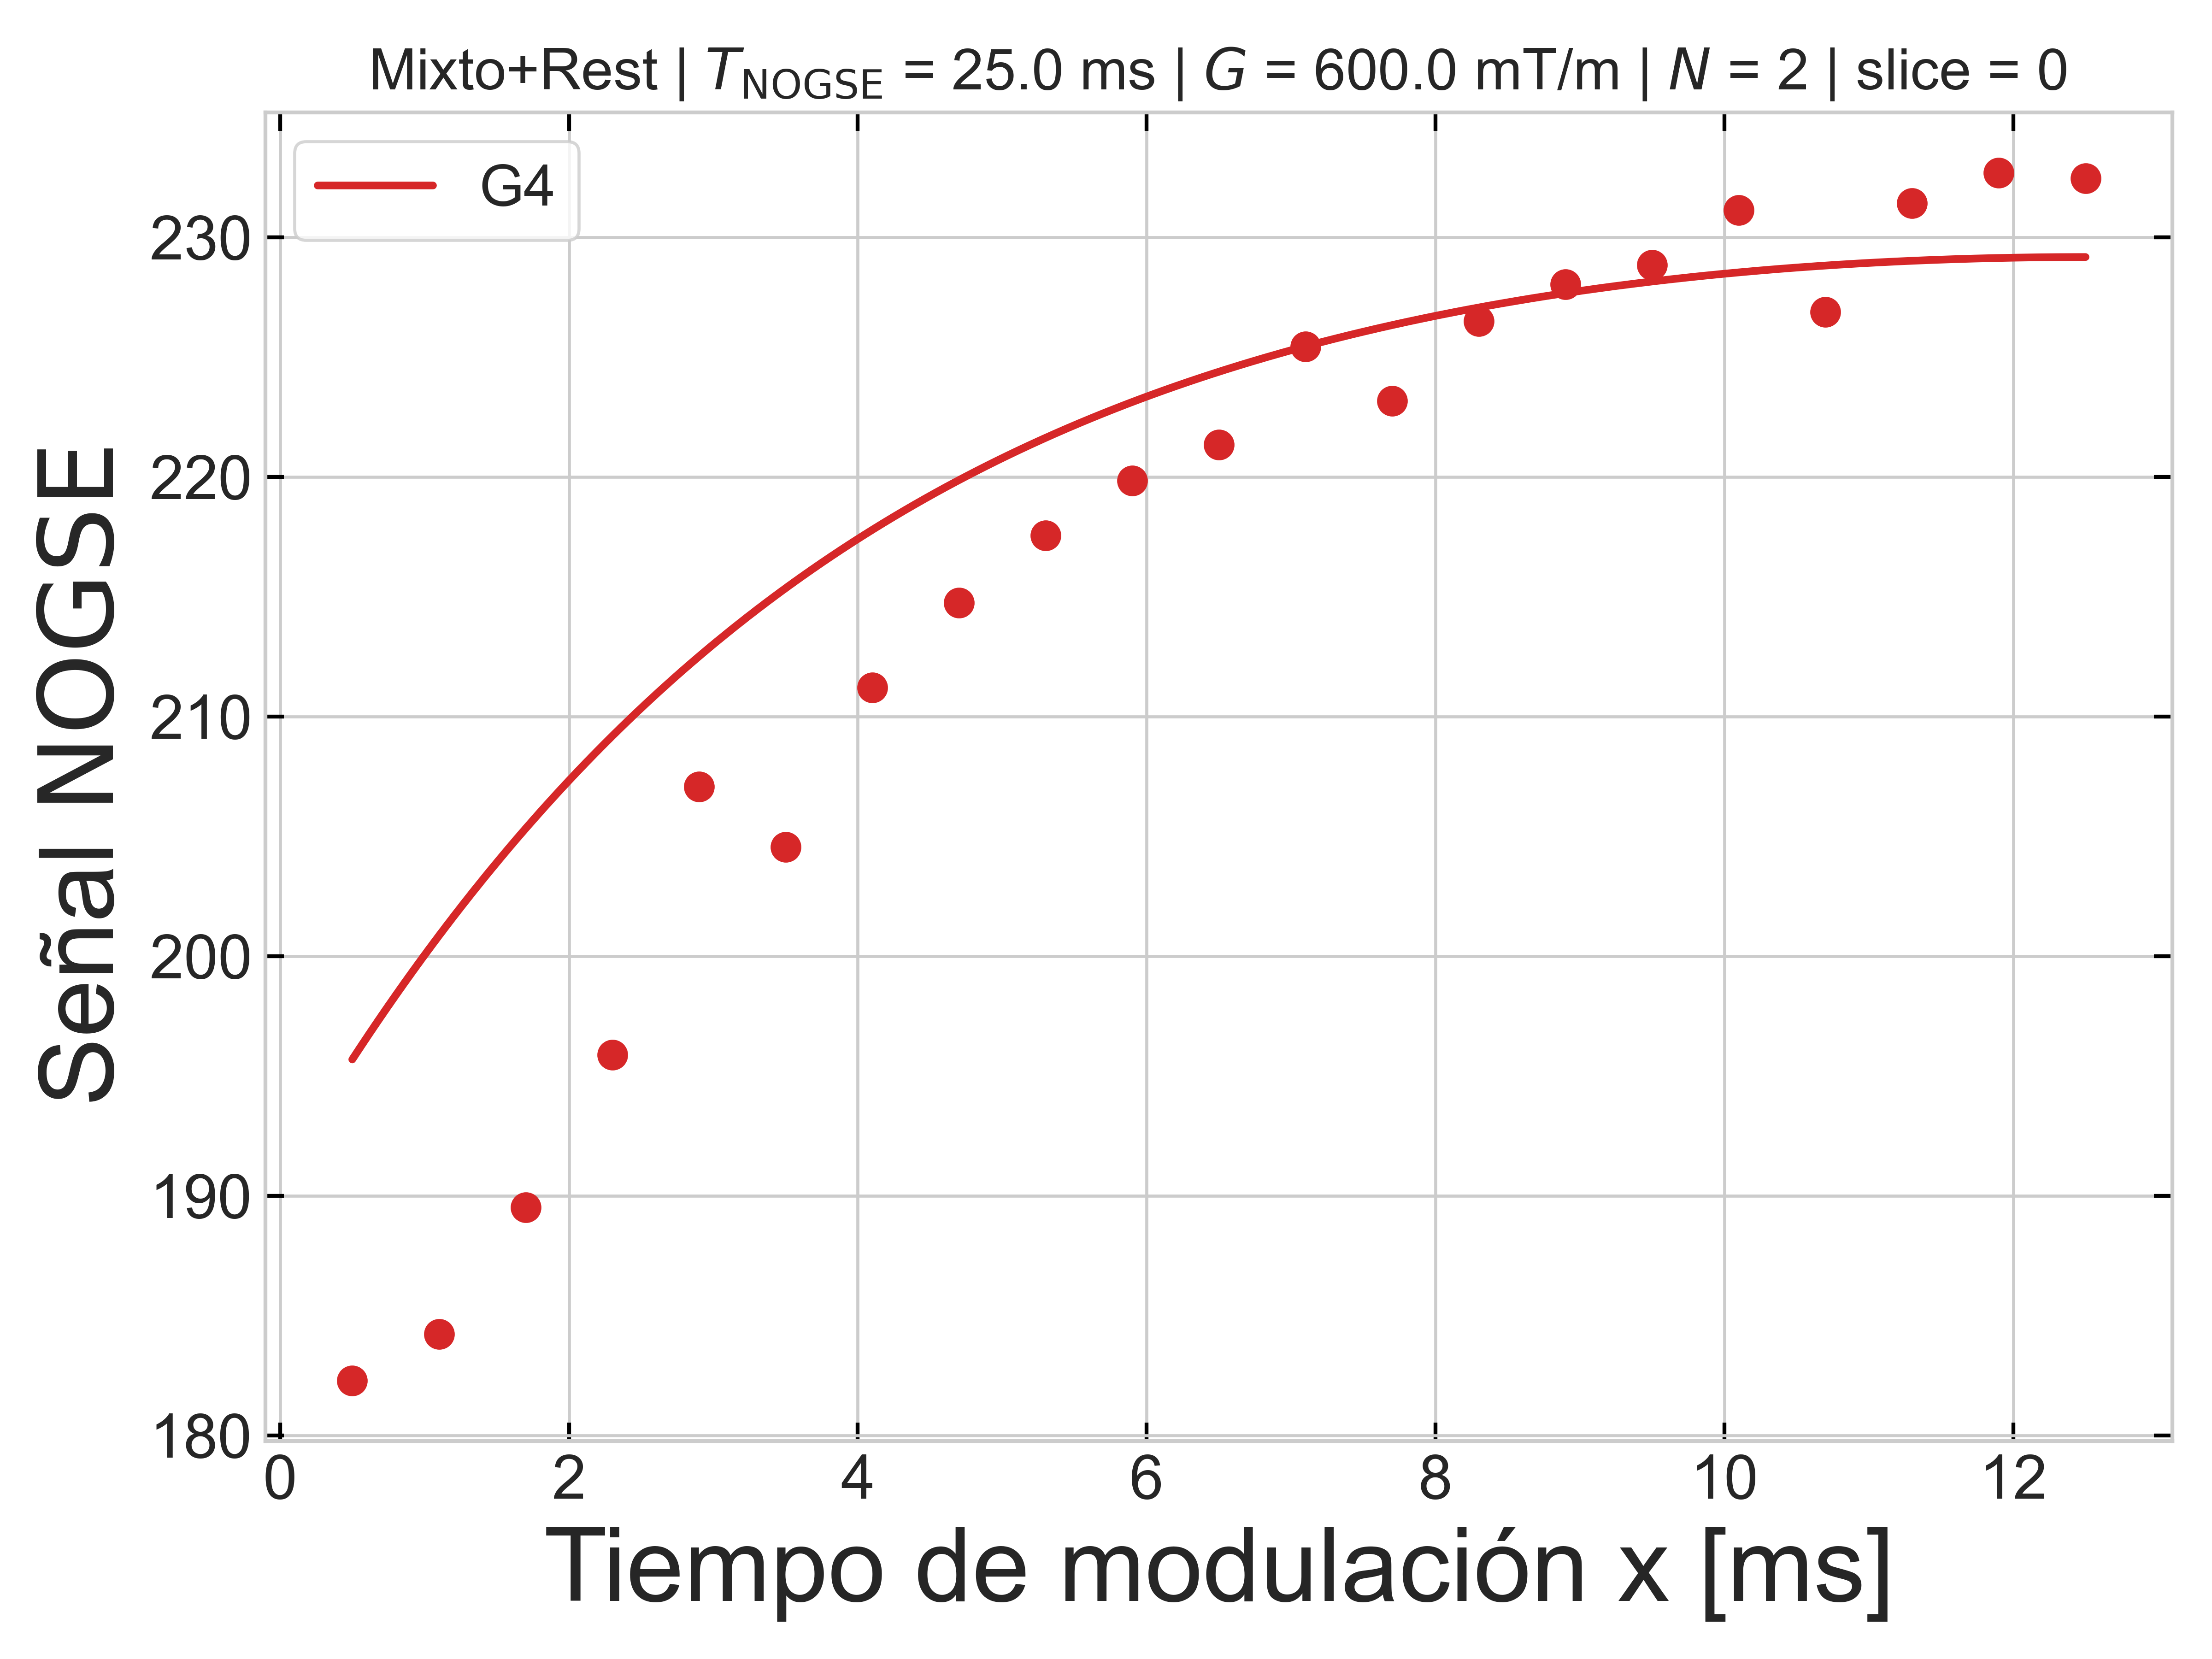 Mixto+Rest | T_NOGSE = 25.0 ms | G = 600.0 mT/m | N = 2 | slice = 0
G4
Señal NOGSE
230
220
210
200
190
180
0 2 4 6 8 10 12
Tiempo de modulación x [ms]